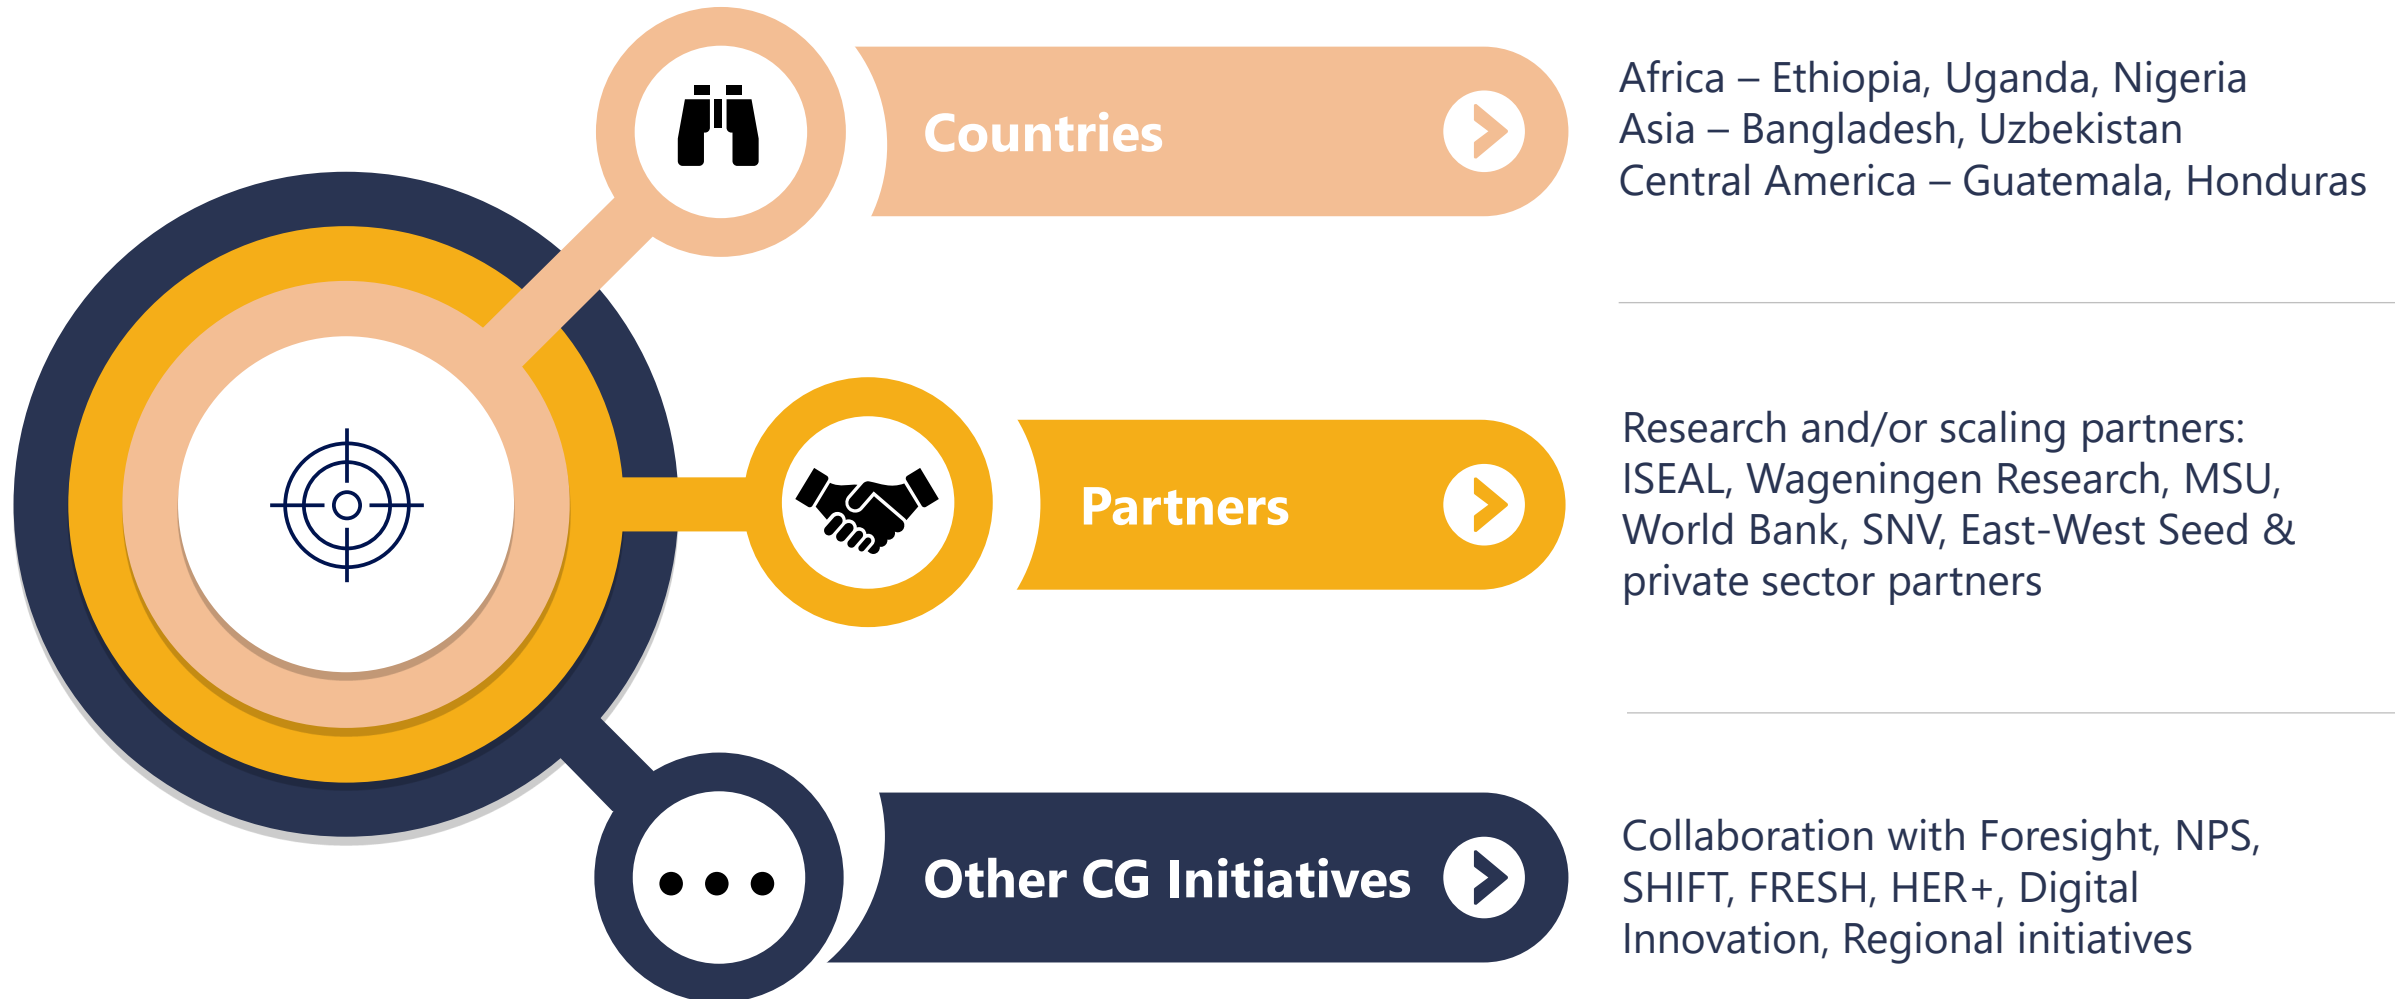 Countries
Africa – Ethiopia, Uganda, Nigeria
Asia – Bangladesh, Uzbekistan
Central America – Guatemala, Honduras
Partners
Research and/or scaling partners:
ISEAL, Wageningen Research, MSU,
World Bank, SNV, East-West Seed &
private sector partners
Other CG Initiatives
Collaboration with Foresight, NPS,
SHIFT, FRESH, HER+, Digital
Innovation, Regional initiatives